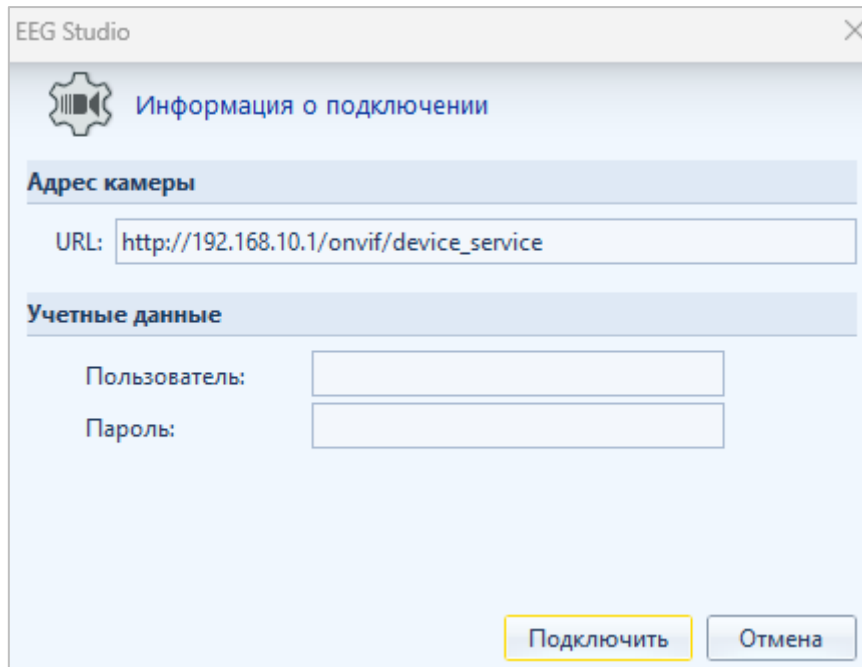 EEG Studio
Информация о подключении
Адрес камеры
URL: http://192.168.10.1/onvif/device_service
Учетные данные
Пользователь:
Пароль:
Подключить Отмена